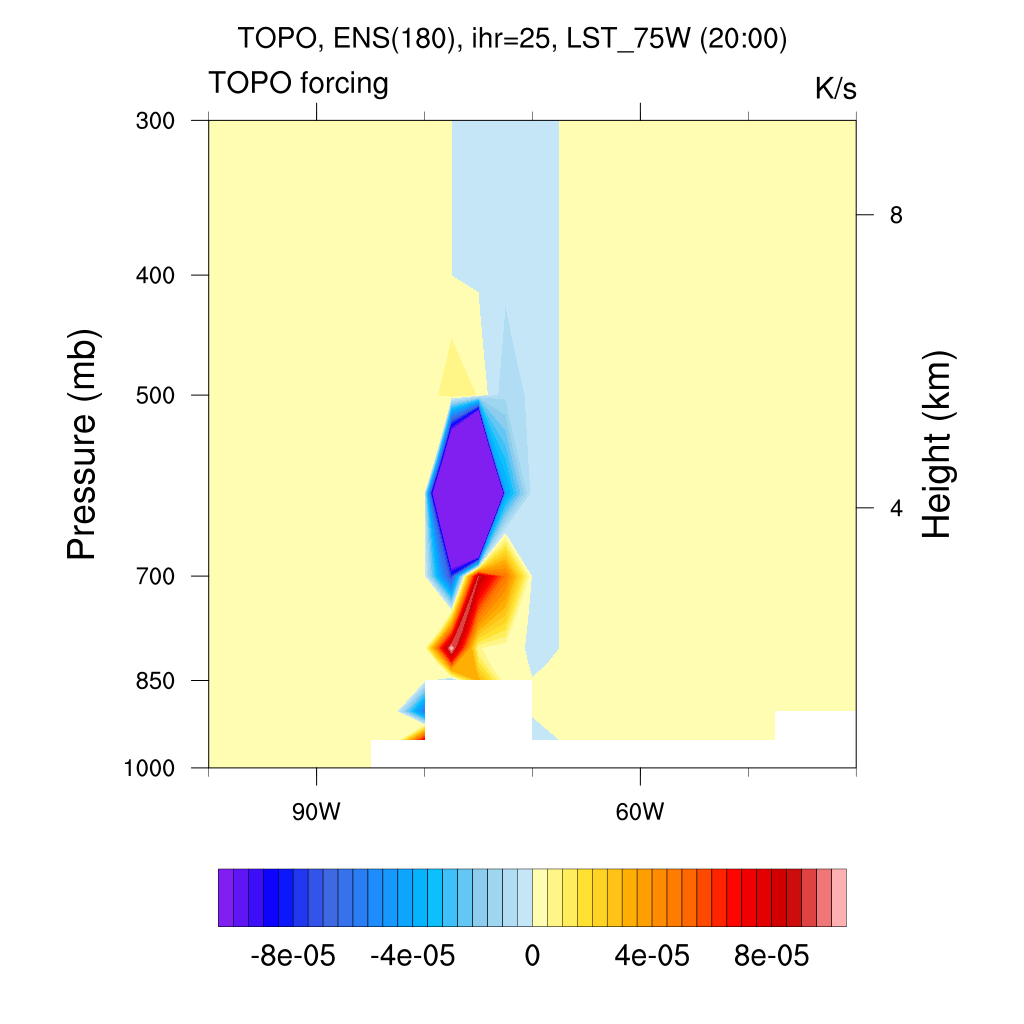 TOPO, ENS(180), ihr=25, LST_75W (20:00)
TOPO forcing
K/s
300
400
500
700
850
1000
Pressure (mb)
8
4
Height (km)
90W
60W
-8e-05
-4e-05
0
4e-05
8e-05